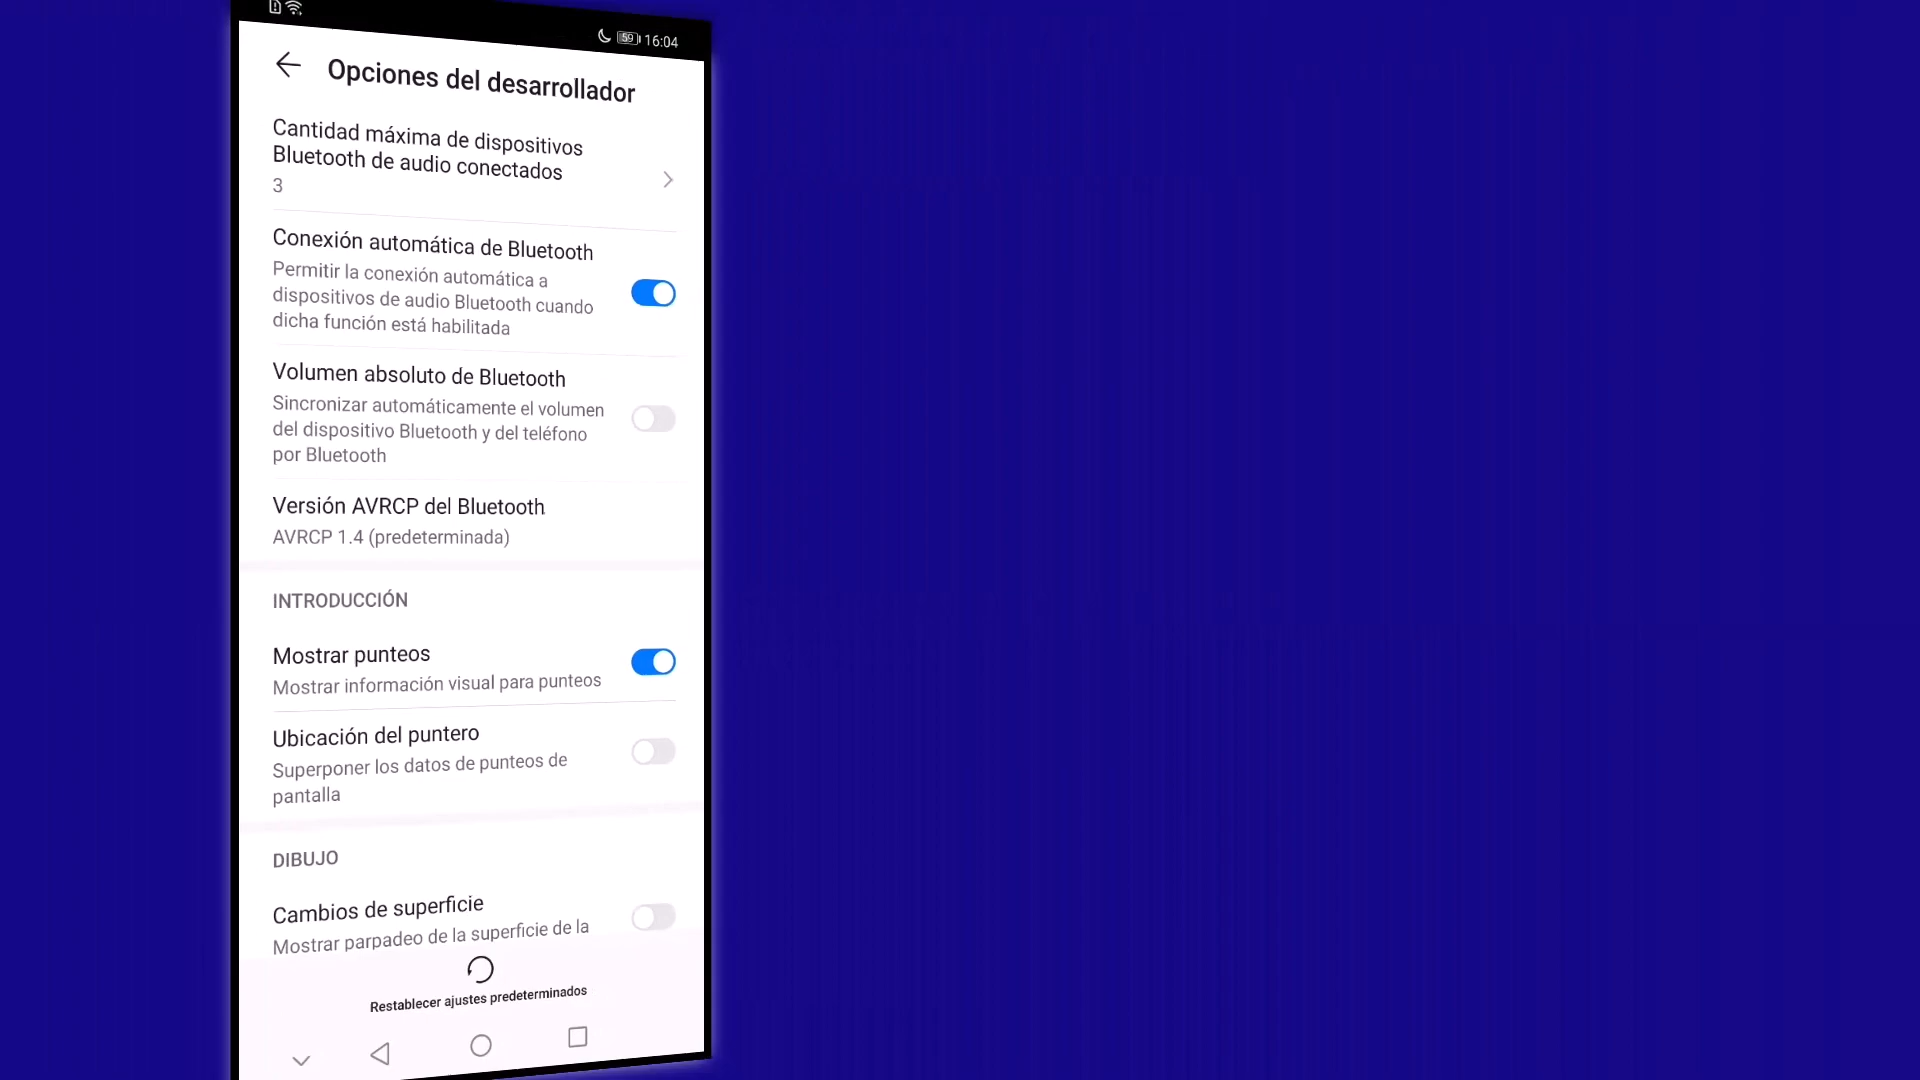 59 16:04
Opciones del desarrollador
Cantidad máxima de dispositivos
Bluetooth de audio conectados
3
Conexión automática de Bluetooth
Permitir la conexión automática a
dispositivos de audio Bluetooth cuando
dicha función está habilitada
Volumen absoluto de Bluetooth
Sincronizar automáticamente el volumen
del dispositivo Bluetooth y del teléfono
por Bluetooth
Versión AVRCP del Bluetooth
AVRCP 1.4 (predeterminada)
INTRODUCCIÓN
Mostrar punteos
Mostrar información visual para punteos
Ubicación del puntero
Superponer los datos de punteos de
pantalla
DIBUJO
Cambios de superficie
Mostrar parpadeo de la superficie de la
Restablecer ajustes predeterminados